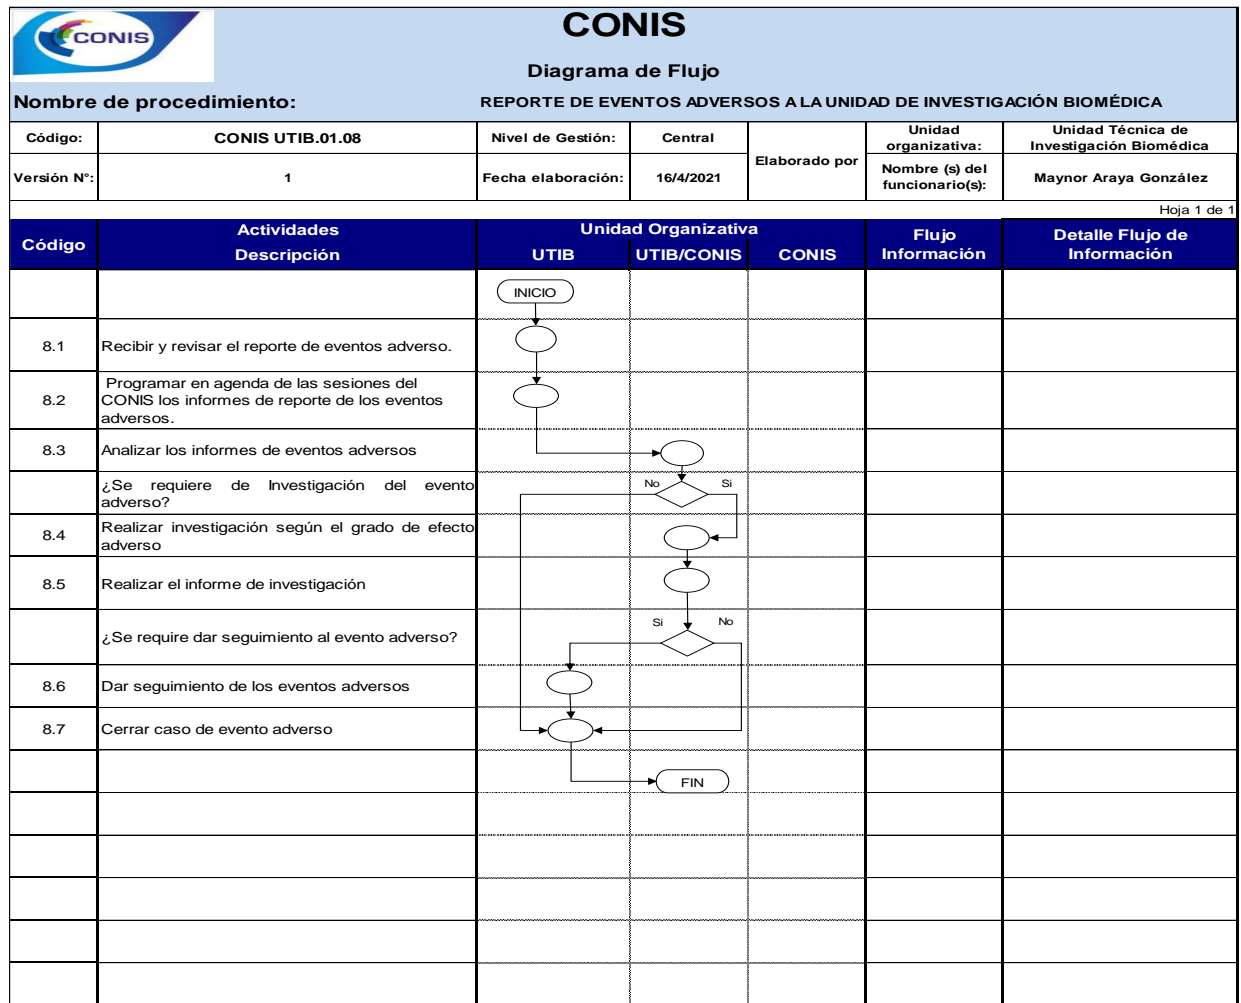 CONIS
CONIS
Diagrama de Flujo
Nombre de procedimiento: REPORTE DE EVENTOS ADVERSOS A LA UNIDAD DE INVESTIGACIÓN BIOMÉDICA
Código: CONIS UTIB.01.08 Nivel de Gestión: Central Elaborado por Unidad organizativa: Unidad Técnica de Investigación Biomédica
Versión N°: 1 Fecha elaboración: 16/4/2021 Nombre (s) del funcionario(s): Maynor Araya González
Hoja 1 de 1
Código Actividades Unidad Organizativa Flujo Información Detalle Flujo de Información
Descripción UTIB UTIB/CONIS CONIS
INICIO
8.1 Recibir y revisar el reporte de eventos adverso.
8.2 Programar en agenda de las sesiones del
CONIS los informes de reporte de los eventos
adversos.
8.3 Analizar los informes de eventos adversos
¿Se requiere de Investigación del evento
adverso?
No Si
8.4 Realizar investigación según el grado de efecto
adverso
8.5 Realizar el informe de investigación
¿Se require dar seguimiento al evento adverso?
Si No
8.6 Dar seguimiento de los eventos adversos
8.7 Cerrar caso de evento adverso
FIN